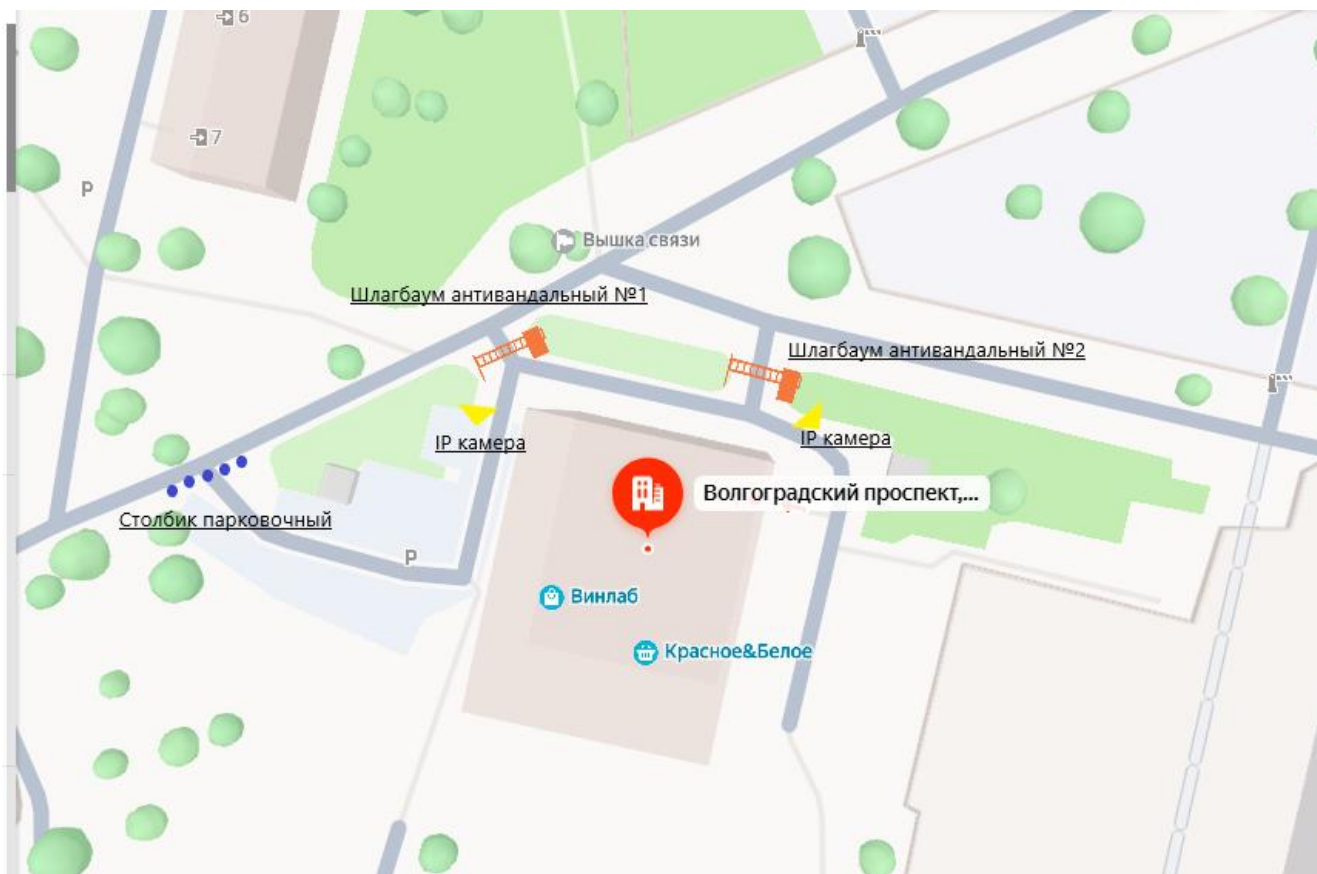 6
7
P
Вышка связи
Шлагбаум антивандальный №1
Шлагбаум антивандальный №2
IP камера
IP камера
Волгоградский проспект,...
Столбик парковочный
P
Винлаб
Красное&Белое